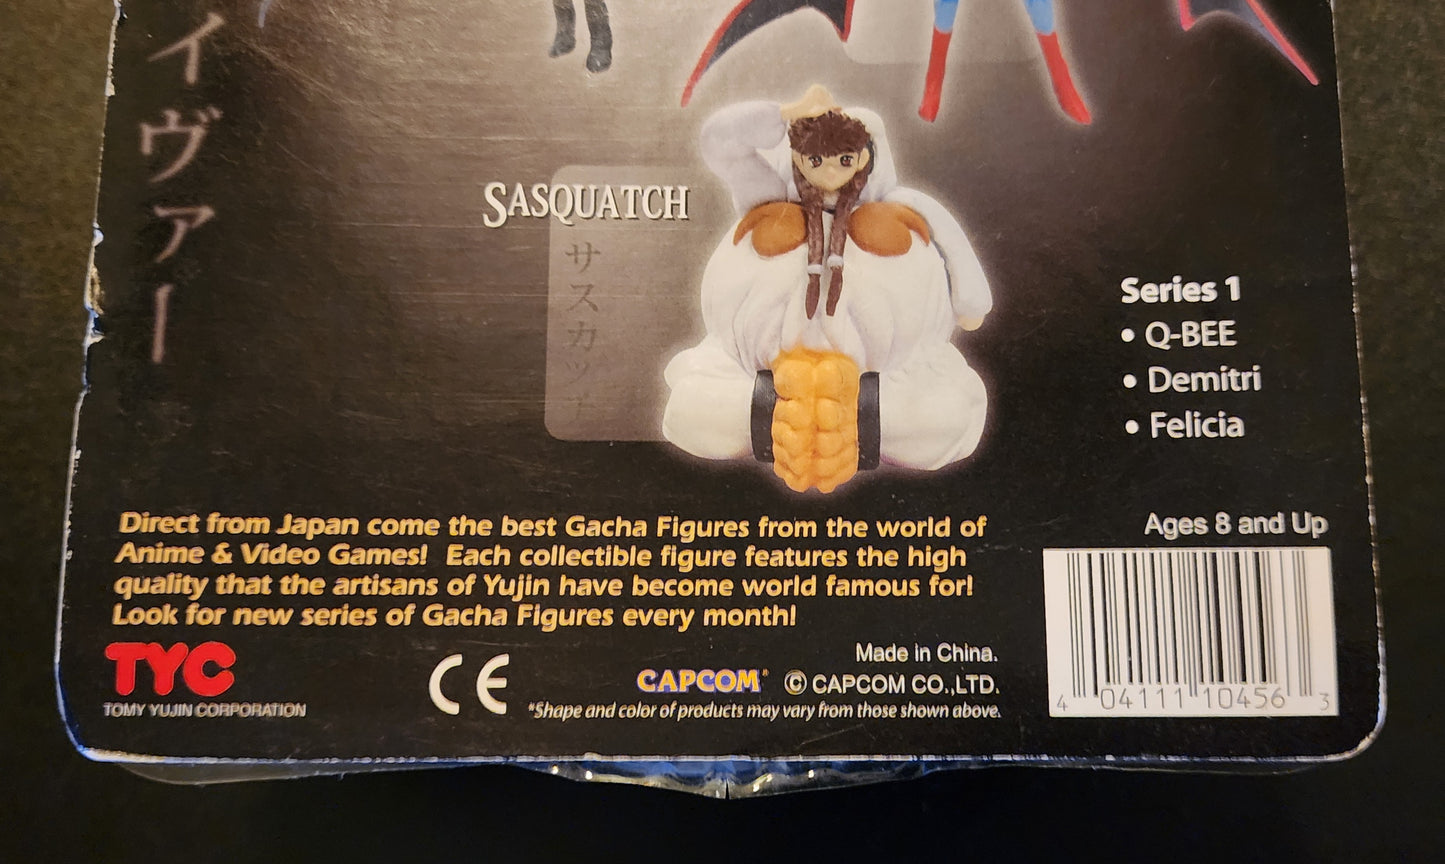 イヴァー
SASQUATCH
サスカッチ
Series 1
• Q-BEE
• Demitri
• Felicia
Direct from Japan come the best Gacha Figures from the world of
Anime & Video Games! Each collectible figure features the high
quality that the artisans of Yujin have become world famous for!
Look for new series of Gacha Figures every month!
Ages 8 and Up
TYC
TOMY YUJIN CORPORATION
CE
Made in China.
CAPCOM® © CAPCOM CO.,LTD.
*Shape and color of products may vary from those shown above.
4 04111 10456 3